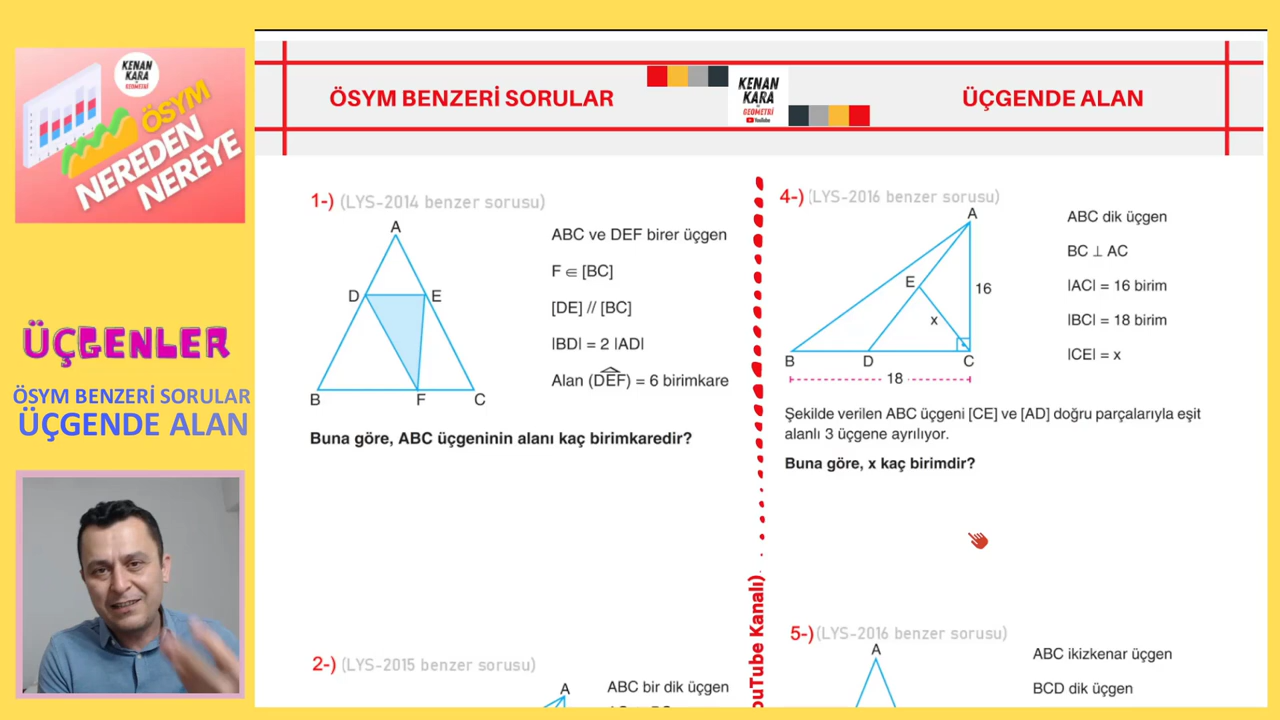 KENAN
KARA
ile
GEOMETRİ
ÖSYM
NEREDEN
NEREYE
ÜÇGENLER
ÖSYM BENZERİ SORULAR
ÜÇGENDE ALAN
ÖSYM BENZERİ SORULAR
KENAN
KARA
ile
GEOMETRİ
YouTube
ÜÇGENDE ALAN
1-) (LYS-2014 benzer sorusu)
A
D
E
B
F
C
ABC ve DEF birer üçgen
F ∈ [BC]
[DE] // [BC]
|BD| = 2 |AD|
Alan (DEF) = 6 birimkare
Buna göre, ABC üçgeninin alanı kaç birimkaredir?
2-) (LYS-2015 benzer sorusu)
A
ABC bir dik üçgen
ouTube Kanalı)
4-) (LYS-2016 benzer sorusu)
A
E
16
x
B
D
C
18
ABC dik üçgen
BC ⊥ AC
|AC| = 16 birim
|BC| = 18 birim
|CE| = x
Şekilde verilen ABC üçgeni [CE] ve [AD] doğru parçalarıyla eşit
alanlı 3 üçgene ayrılıyor.
Buna göre, x kaç birimdir?
5-) (LYS-2016 benzer sorusu)
A
ABC ikizkenar üçgen
BCD dik üçgen